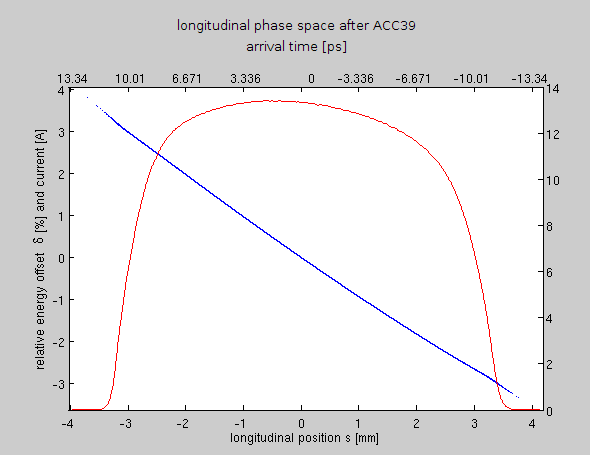 longitudinal phase space after ACC39
arrival time [ps]
13.34 10.01 6.671 3.336 0 -3.336 -6.671 -10.01 -13.34
4 3 2 1 0 -1 -2 -3
relative energy offset δ [%] and current [A]
14 12 10 8 6 4 2 0
-4 -3 -2 -1 0 1 2 3 4
longitudinal position s [mm]